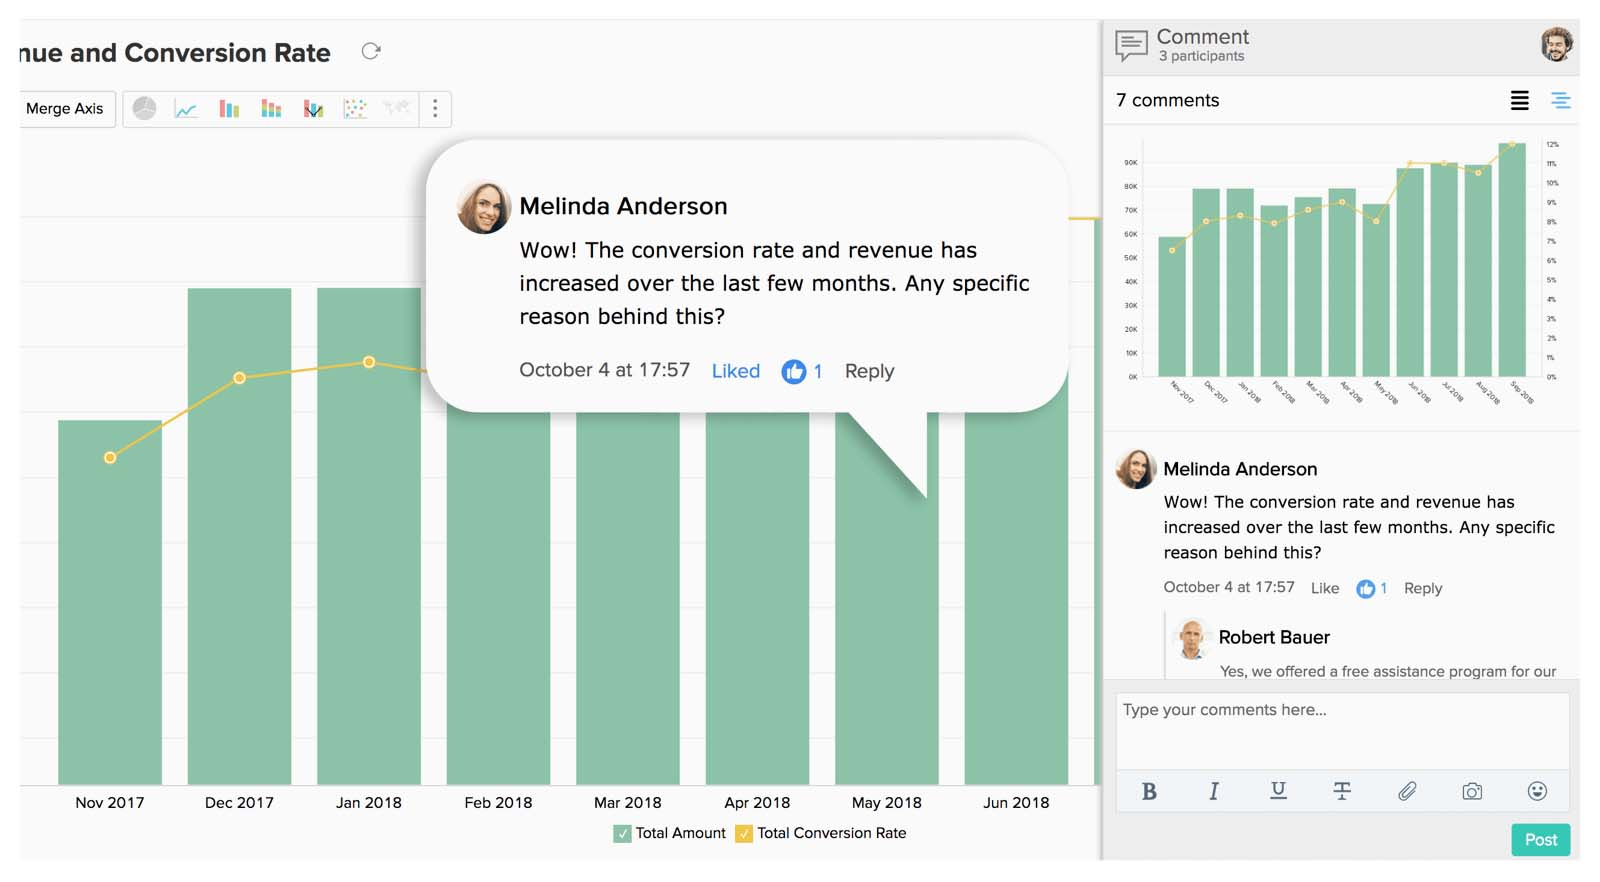 nue and Conversion Rate
Merge Axis
Melinda Anderson
Wow! The conversion rate and revenue has
increased over the last few months. Any specific
reason behind this?
October 4 at 17:57 Liked 1 Reply
Nov 2017 Dec 2017 Jan 2018 Feb 2018 Mar 2018 Apr 2018 May 2018 Jun 2018
Total Amount Total Conversion Rate
Comment
3 participants
7 comments
90K
80K
70K
60K
50K
40K
30K
20K
10K
0K
12%
11%
10%
9%
8%
7%
6%
5%
4%
3%
2%
1%
0%
Nov 2017 Dec 2017 Jan 2018 Feb 2018 Mar 2018 Apr 2018 May 2018 Jun 2018 Jul 2018 Aug 2018 Sep 2018
Melinda Anderson
Wow! The conversion rate and revenue has
increased over the last few months. Any specific
reason behind this?
October 4 at 17:57 Like 1 Reply
Robert Bauer
Yes, we offered a free assistance program for our
Type your comments here...
B I U T
Post